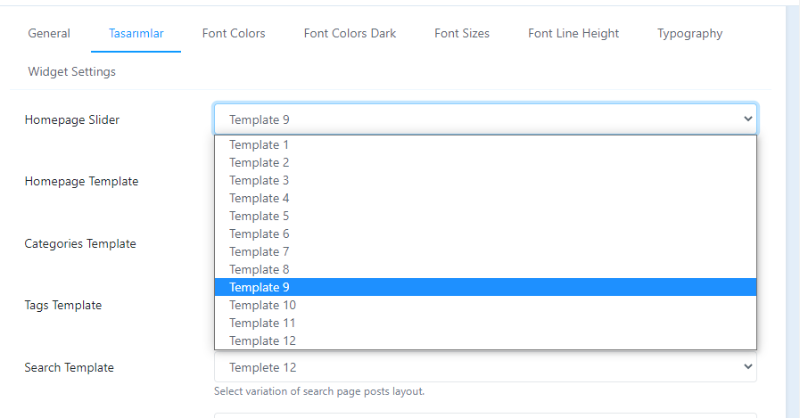 General Tasarımlar Font Colors Font Colors Dark Font Sizes Font Line Height Typography
Widget Settings
Homepage Slider Template 9
Template 1
Template 2
Template 3
Homepage Template
Template 4
Template 5
Template 6
Categories Template
Template 7
Template 8
Template 9
Tags Template
Template 10
Template 11
Template 12
Search Template Templete 12
Select variation of search page posts layout.